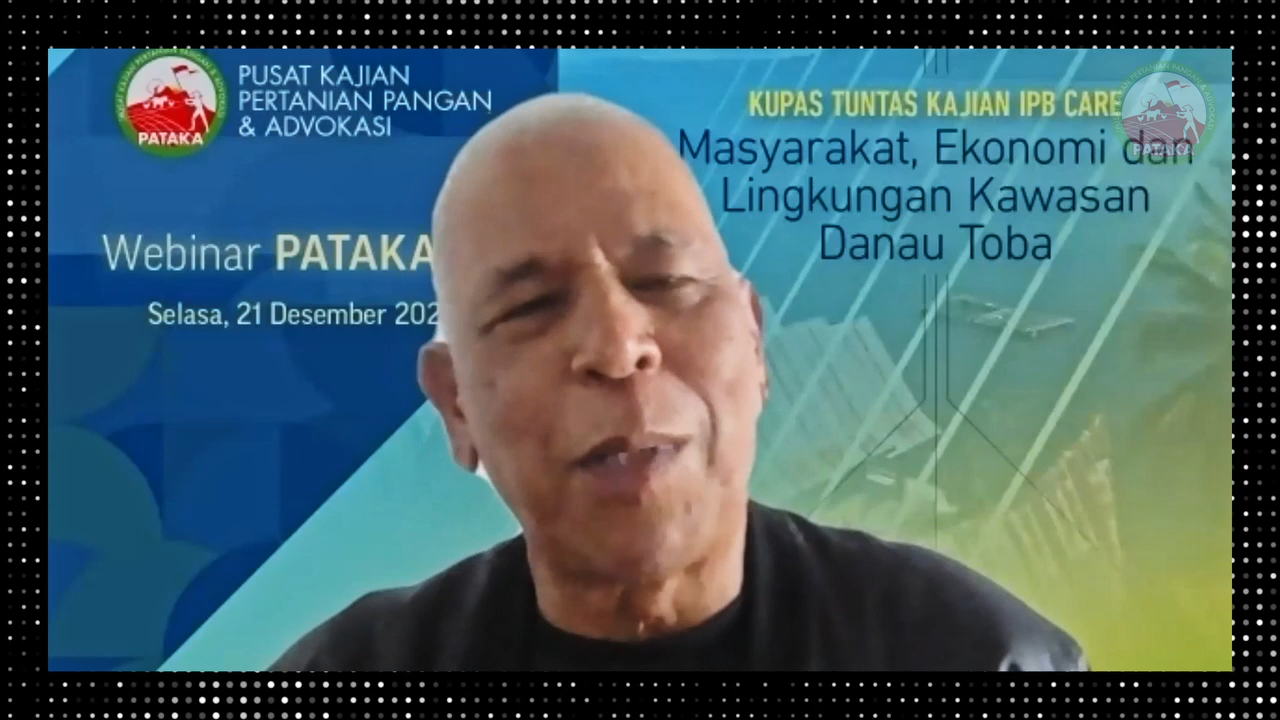 PUSAT KAJIAN
PERTANIAN PANGAN
& ADVOKASI
PATAKA
Webinar PATAKA
Selasa, 21 Desember 202
KUPAS TUNTAS KAJIAN IPB CARE
Masyarakat, Ekonomi dan
Lingkungan Kawasan
Danau Toba
PATAKA